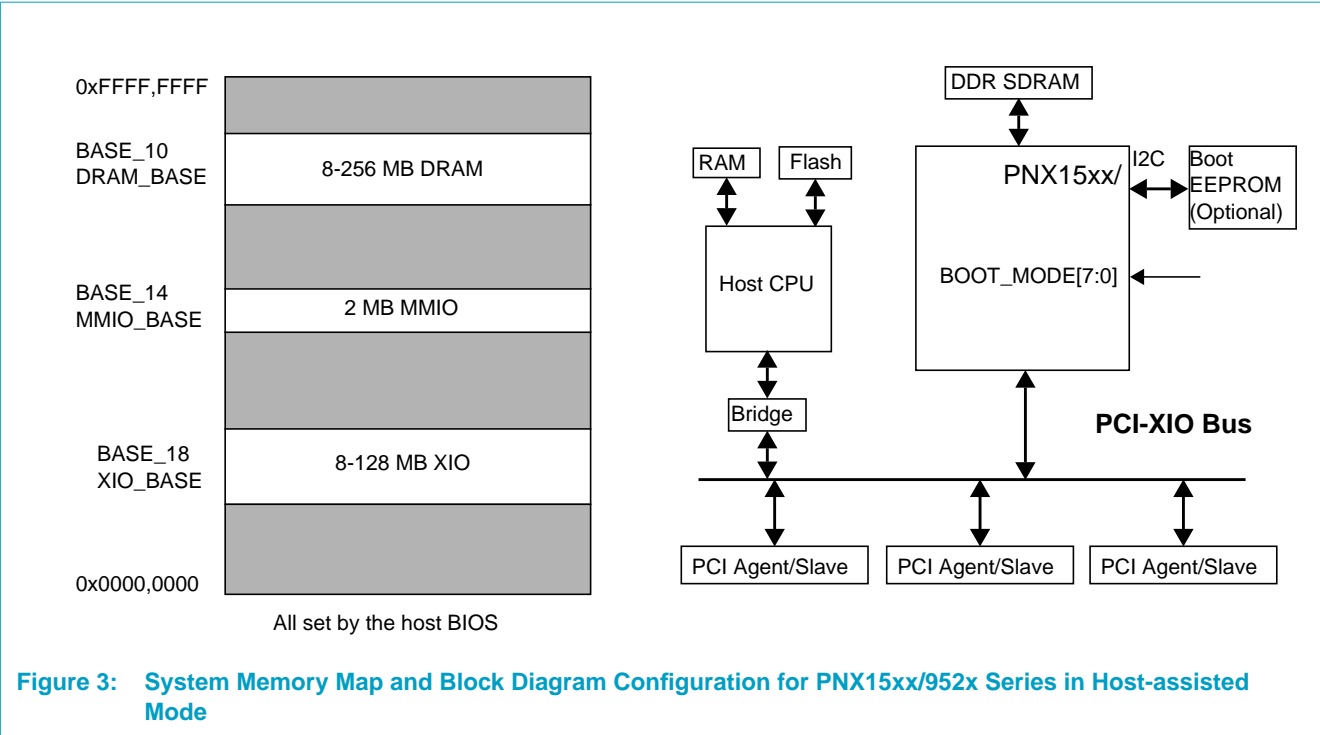 0xFFFF,FFFF
BASE_10
DRAM_BASE
8-256 MB DRAM
BASE_14
MMIO_BASE
2 MB MMIO
BASE_18
XIO_BASE
8-128 MB XIO
0x0000,0000
All set by the host BIOS
DDR SDRAM
RAM
Flash
PNX15xx/
I2C
Boot
EEPROM
(Optional)
Host CPU
BOOT_MODE[7:0]
Bridge
PCI-XIO Bus
PCI Agent/Slave
PCI Agent/Slave
PCI Agent/Slave
Figure 3: System Memory Map and Block Diagram Configuration for PNX15xx/952x Series in Host-assisted
Mode